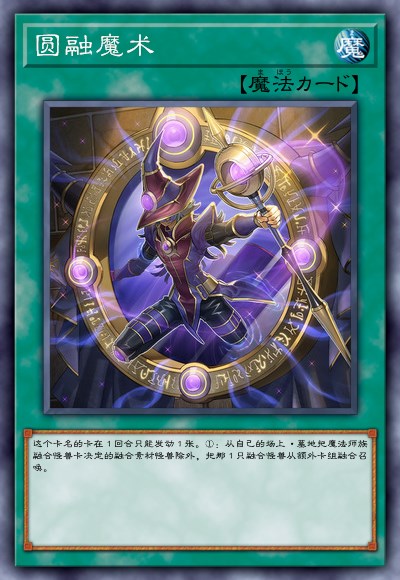 圆融魔术
魔
【魔法カード】
ま ほう
这个卡名的卡在1回合只能发动1张。①：从自己的场上·墓地把魔法师族
融合怪兽卡决定的融合素材怪兽除外，把那1只融合怪兽从额外卡组融合召
唤。